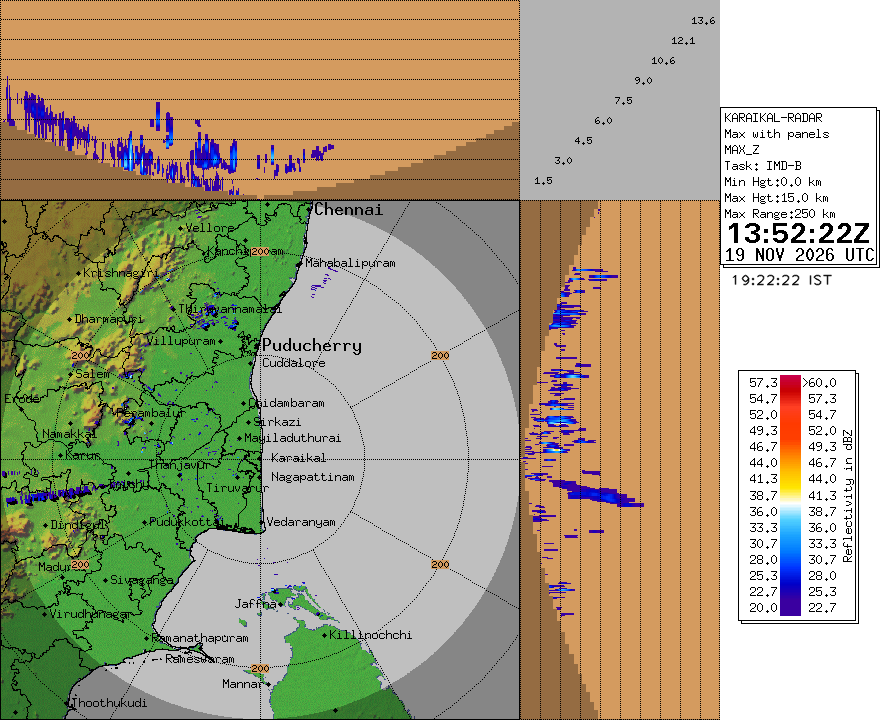 13.6
12.1
10.6
9.0
7.5
6.0
4.5
3.0
1.5
KARAIKAL-RADAR
Max with panels
MAX_Z
Task: IMD-B
Min Hgt:0.0 km
Max Hgt:15.0 km
Max Range:250 km
13:52:22Z
19 NOV 2026 UTC
19:22:22 IST
Chennai
Vellore
200
Mahabalipuram
Krishnagiri
Dharmapuri
Villupuram
Puducherry
200
200
Cuddalore
Salem
Chidambaram
Sirkazi
Namakkal
Mayiladuthurai
Karur
Karaikal
Thanjavur
Nagapattinam
Tiruvarur
Pudukkottai
Vedaranyam
200
200
Sivaganga
Jaffna
Virudhunagar
Killinochchi
Ramanathapuram
Rameswaram
200
Mannar
Thoothukudi
57.3 >60.0
54.7 57.3
52.0 54.7
49.3 52.0
46.7 49.3
44.0 46.7
41.3 44.0
38.7 41.3
36.0 38.7
33.3 36.0
30.7 33.3
28.0 30.7
25.3 28.0
22.7 25.3
20.0 22.7
Reflectivity in dBZ